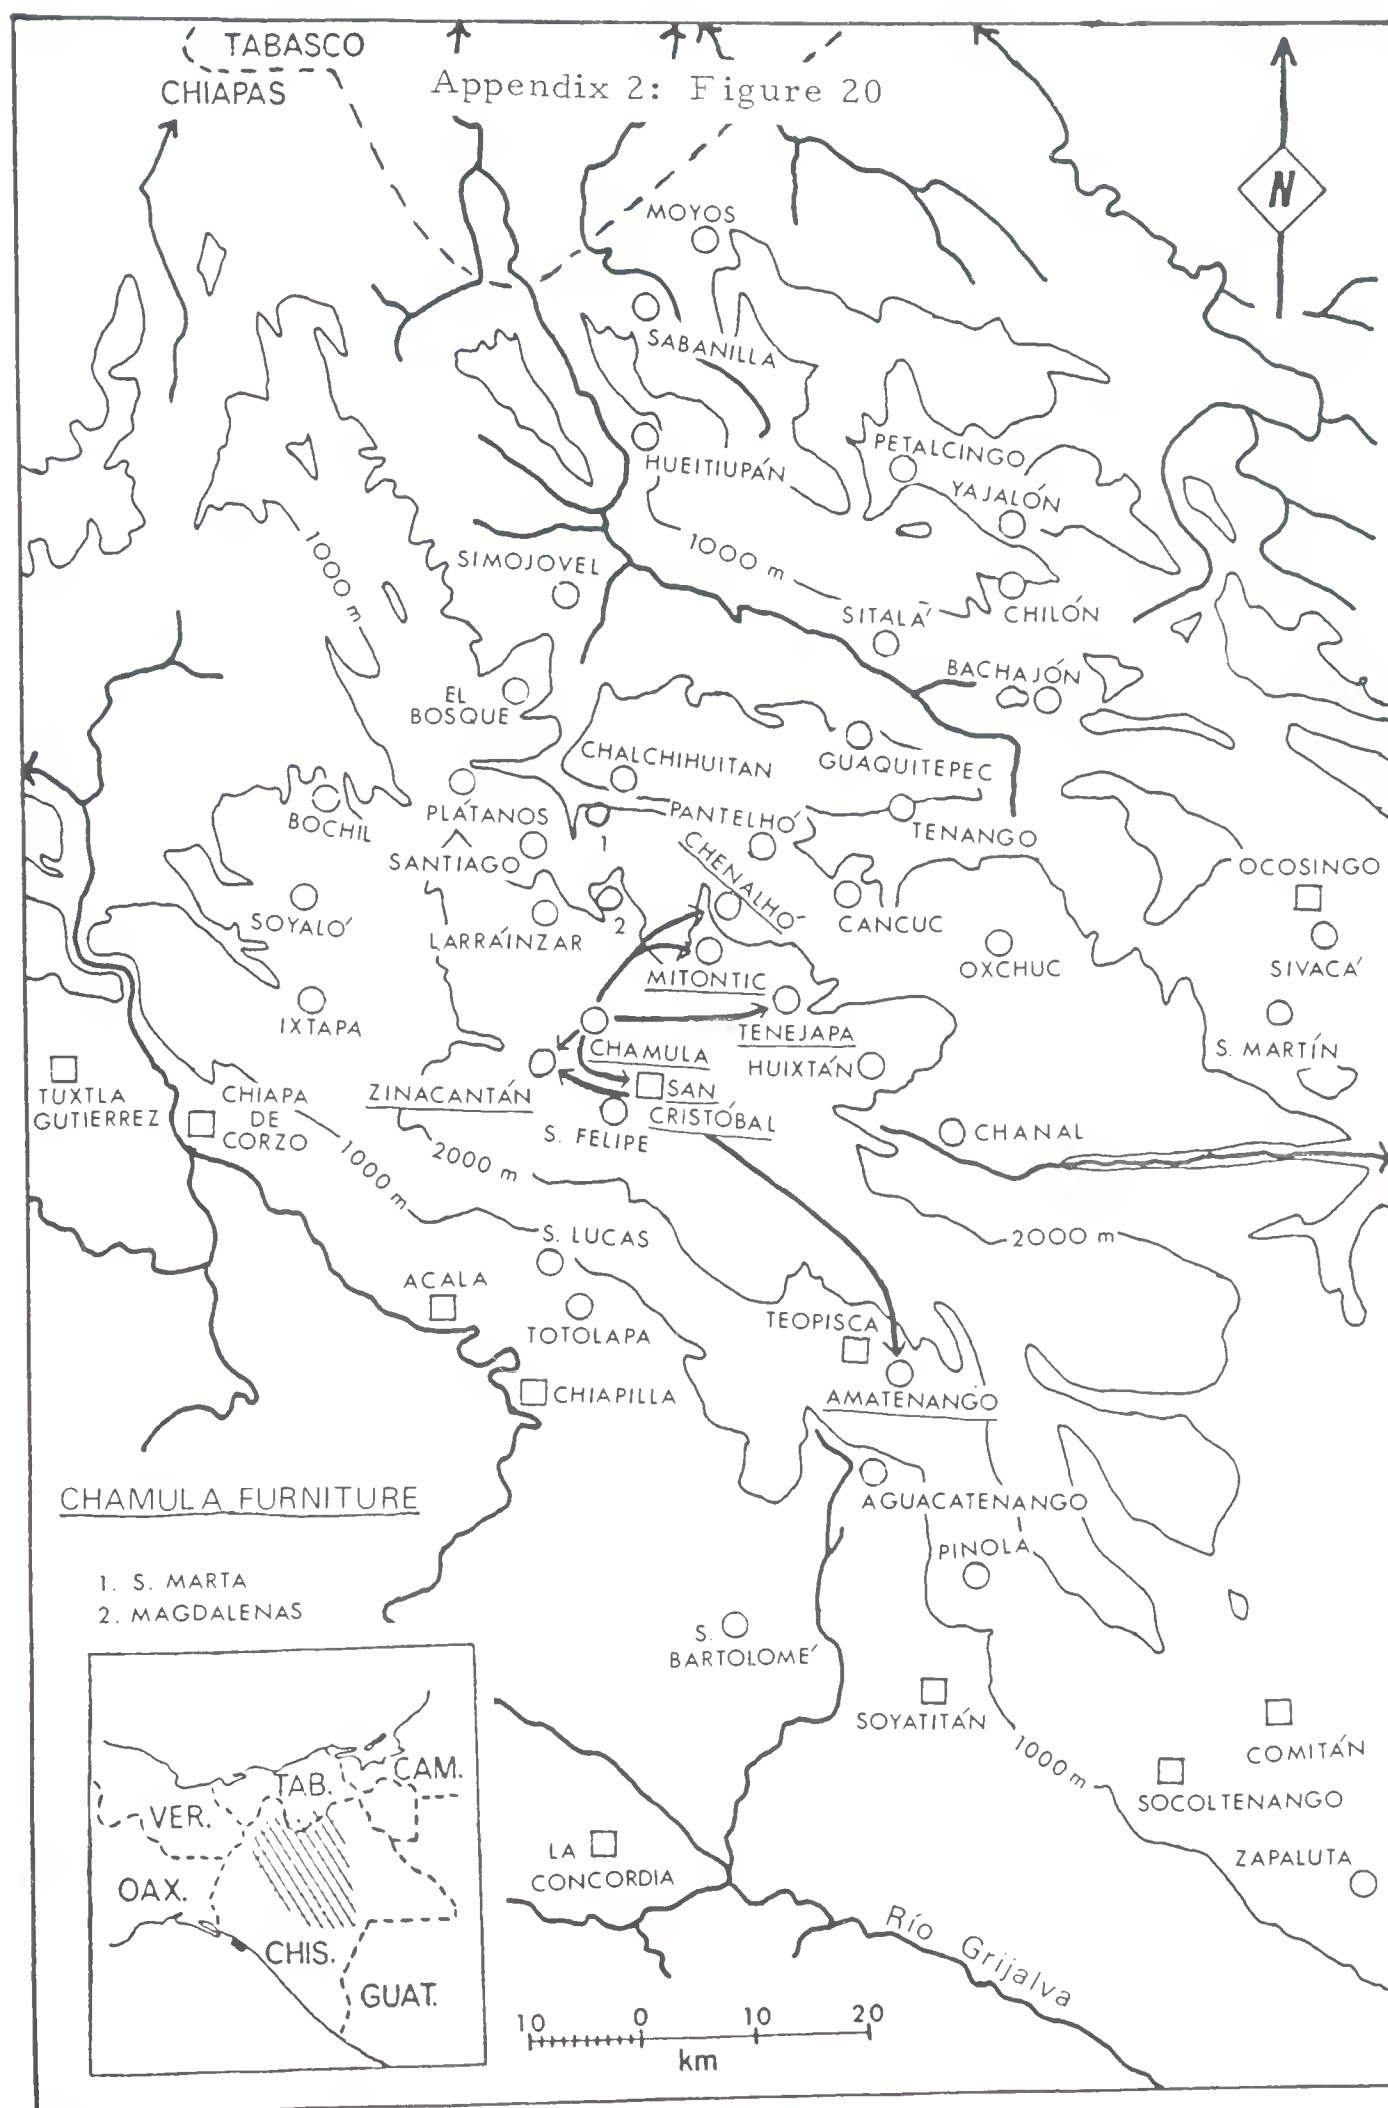 TABASCO
CHIAPAS
Appendix 2: Figure 20
N
MOYOS
SABANILLA
HUEITIUPÁN
PETALCINGO
YAJALÓN
1000 m
1000 m
SIMOJOVEL
SITALÁ
CHILÓN
BACHAJÓN
EL
BOSQUE
CHALCHIHUITAN
GUAQUITEPEC
PLÁTANOS
BOCHIL
PANTELHÓ
TENANGO
1
SANTIAGO
CHENALHÓ
OCOSINGO
SOYALÓ
LARRAÍNZAR
2
CANCUC
OXCHUC
SIVACÁ
MITONTIC
IXTAPA
TENEJAPA
CHAMULA
HUIXTÁN
S. MARTÍN
TUXTLA
GUTIERREZ
CHIAPA
DE
CORZO
ZINACANTÁN
SAN
CRISTÓBAL
S. FELIPE
CHANAL
1000 m
2000 m
2000 m
S. LUCAS
ACALA
TOTOLAPA
TEOPISCA
CHIAPILLA
AMATENANGO
CHAMULA FURNITURE
AGUACATENANGO
PINOLA
1. S. MARTA
2. MAGDALENAS
S.
BARTOLOMÉ
SOYATITÁN
1000 m
COMITÁN
SOCOLTENANGO
ZAPALUTA
LA
CONCORDIA
Río Grijalva
TAB.
CAM.
VER.
OAX.
CHIS.
GUAT.
10 0 10 20
km